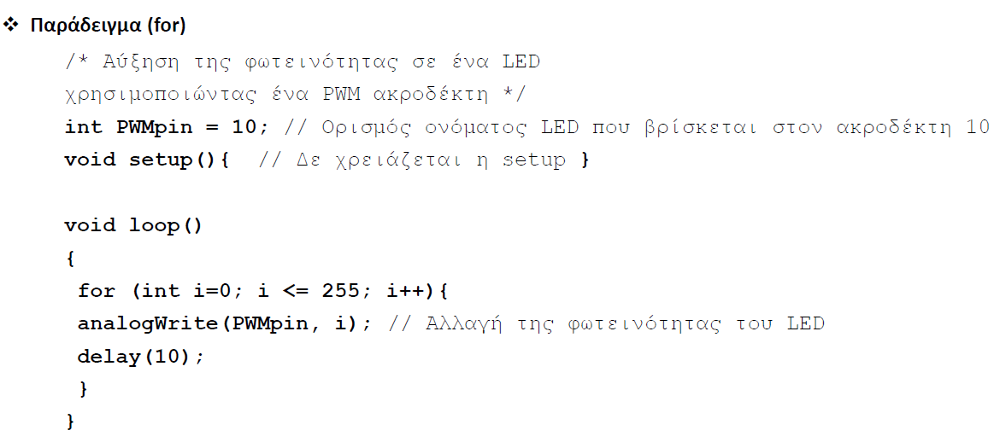 ❖ Παράδειγμα (for)
/* Αύξηση της φωτεινότητας σε ένα LED
χρησιμοποιώντας ένα PWM ακροδέκτη */
int PWMpin = 10; // Ορισμός ονόματος LED που βρίσκεται στον ακροδέκτη 10
void setup(){ // Δε χρειάζεται η setup }
void loop()
{
for (int i=0; i <= 255; i++){
analogWrite(PWMpin, i); // Αλλαγή της φωτεινότητας του LED
delay(10);
}
}